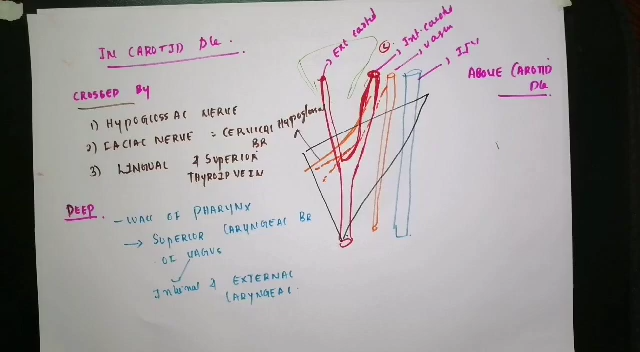 IN CAROTID Δle.
CROSSED By
1) HYPOGLOSSAL NERVE
2) FACIAL NERVE = CERVICAL
BR
3) LINGUAL & SUPERIOR
THYROID VEIN
DEEP
- WALL OF PHARYNX
→ SUPERIOR LARYNGEAL BR
OF VAGUS
Internal & EXTERNAL
LARYNGEAL
Ext carotid
Int. carotid
Vagus
IJV
Hypoglossal
ABOVE CAROTID
Δle